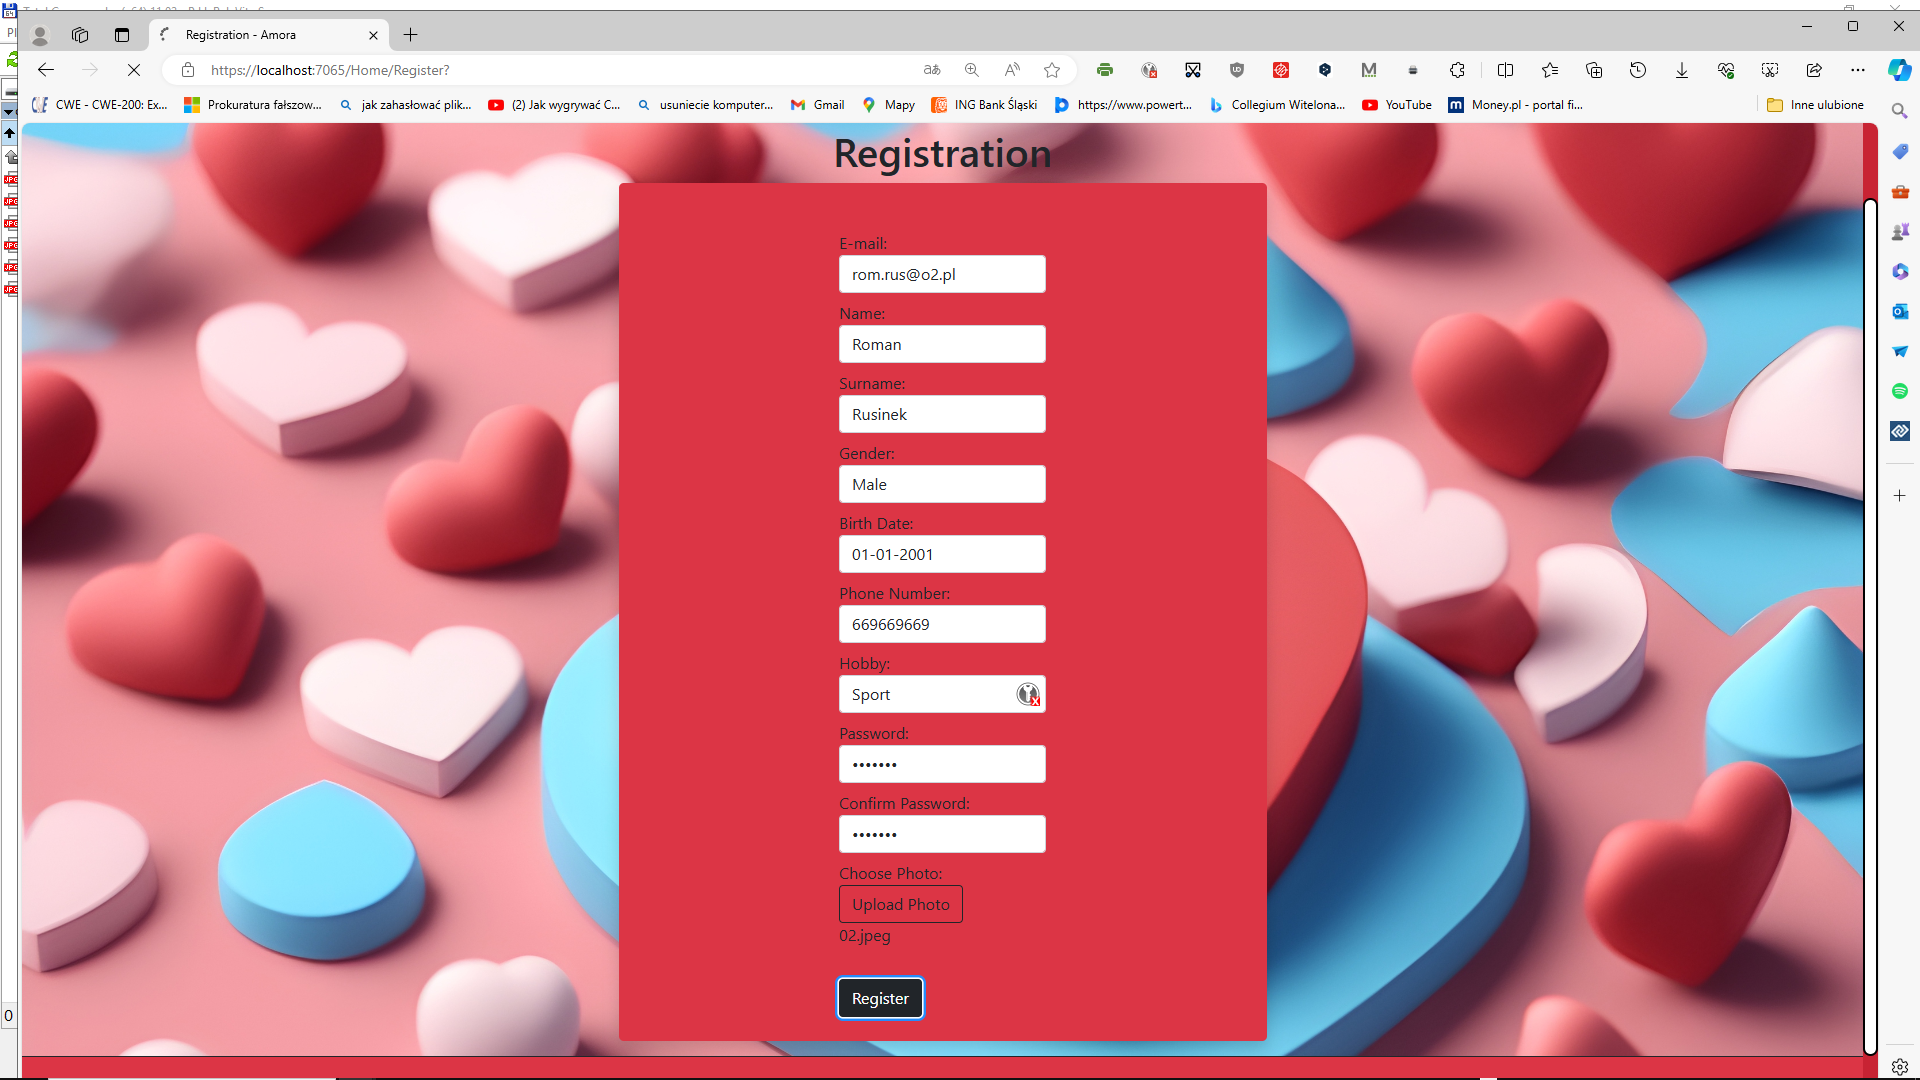 Registration - Amora
https://localhost:7065/Home/Register?
CWE - CWE-200: Ex...
Prokuratura fałszow...
jak zahasłować plik...
(2) Jak wygrywać C...
usuniecie komputer...
Gmail
Mapy
ING Bank Śląski
https://www.powert...
Collegium Witelona...
YouTube
Money.pl - portal fi...
Inne ulubione
Registration
E-mail:
rom.rus@o2.pl
Name:
Roman
Surname:
Rusinek
Gender:
Male
Birth Date:
01-01-2001
Phone Number:
669669669
Hobby:
Sport
Password:
•••••••
Confirm Password:
•••••••
Choose Photo:
Upload Photo
02.jpeg
Register
0